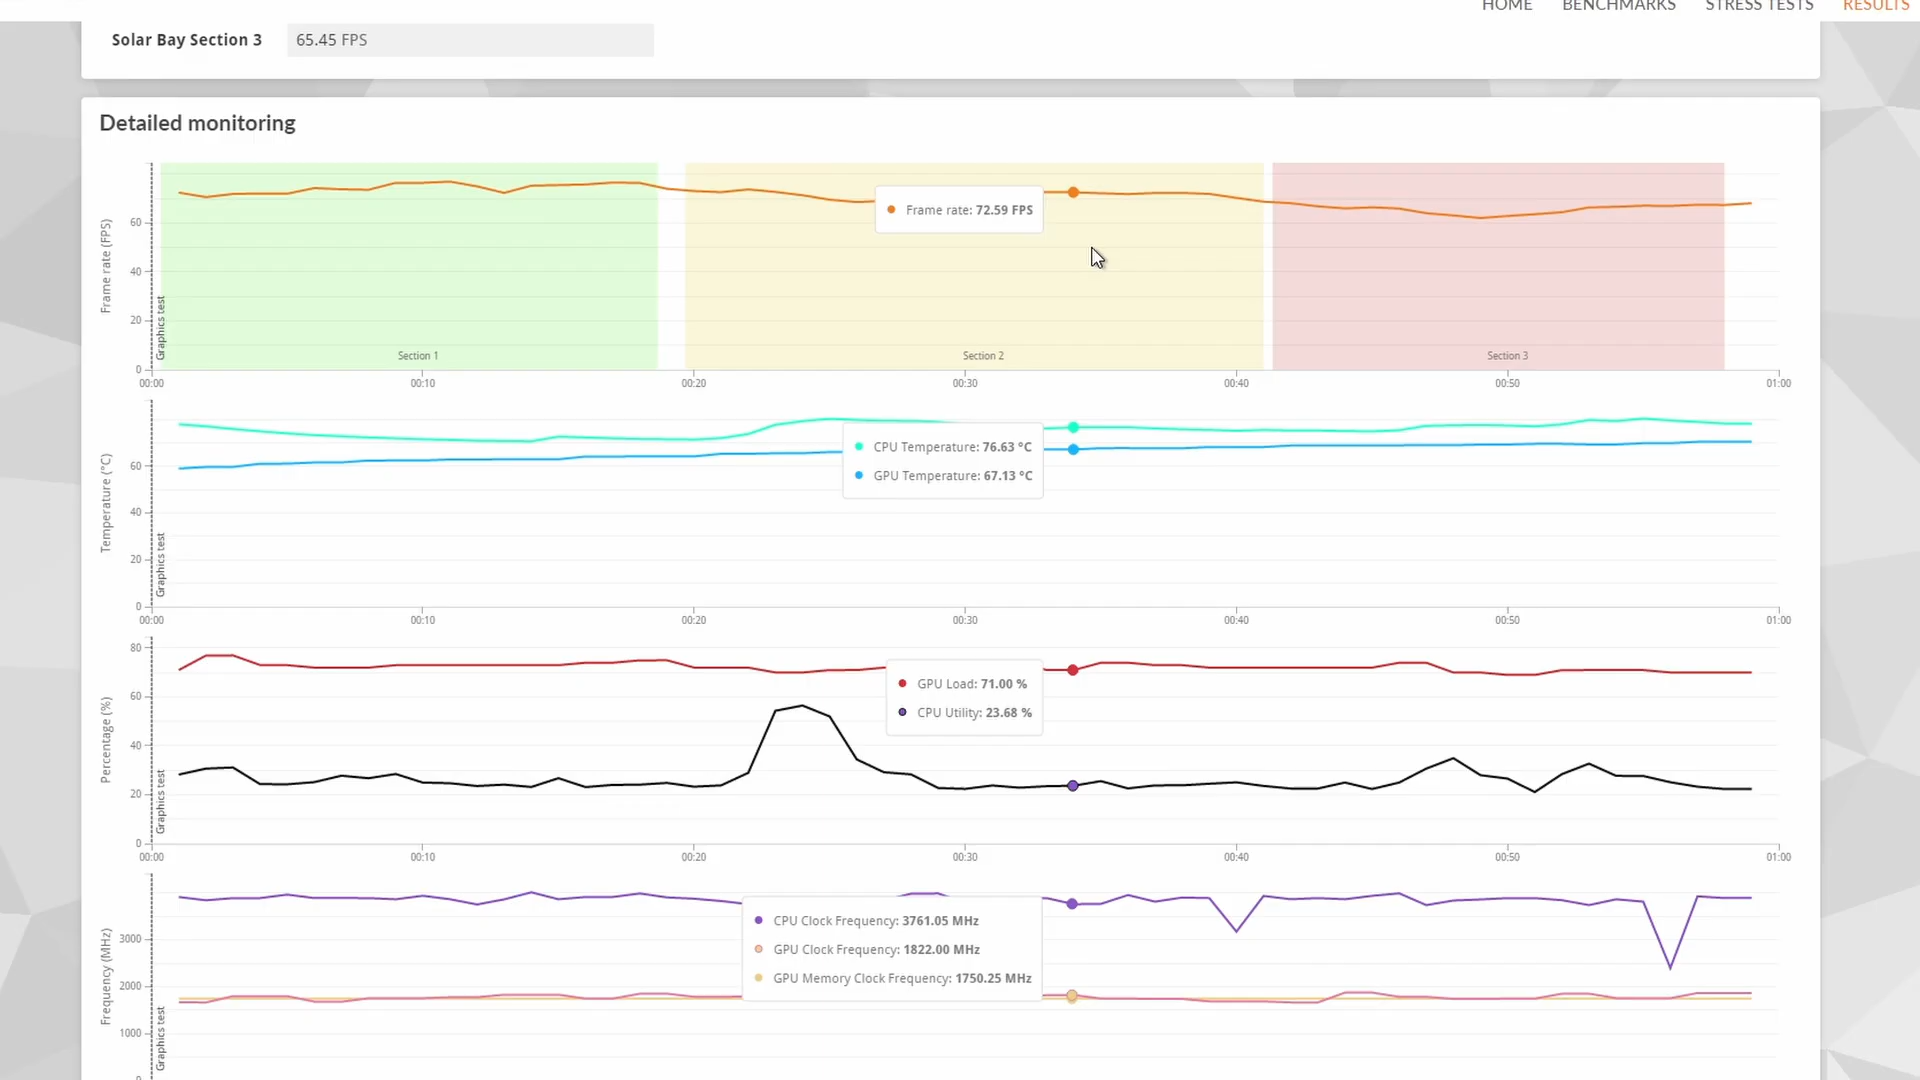 HOME BENCHMARKS STRESS TESTS RESULTS
Solar Bay Section 3 65.45 FPS
Detailed monitoring
Frame rate (FPS)
60
40
20
0
Graphics test
Section 1 Section 2 Section 3
Frame rate: 72.59 FPS
00:00 00:10 00:20 00:30 00:40 00:50 01:00
Temperature (°C)
60
40
20
0
Graphics test
CPU Temperature: 76.63 °C
GPU Temperature: 67.13 °C
00:00 00:10 00:20 00:30 00:40 00:50 01:00
Percentage (%)
80
60
40
20
0
Graphics test
GPU Load: 71.00 %
CPU Utility: 23.68 %
00:00 00:10 00:20 00:30 00:40 00:50 01:00
Frequency (MHz)
3000
2000
1000
0
Graphics test
CPU Clock Frequency: 3761.05 MHz
GPU Clock Frequency: 1822.00 MHz
GPU Memory Clock Frequency: 1750.25 MHz